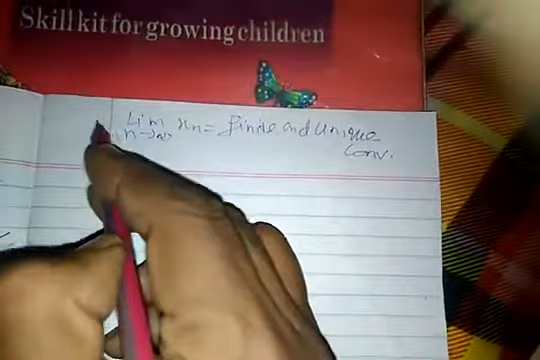 Skill kit for growing children
Lim xn = finite and unique
n→∞
Conv.